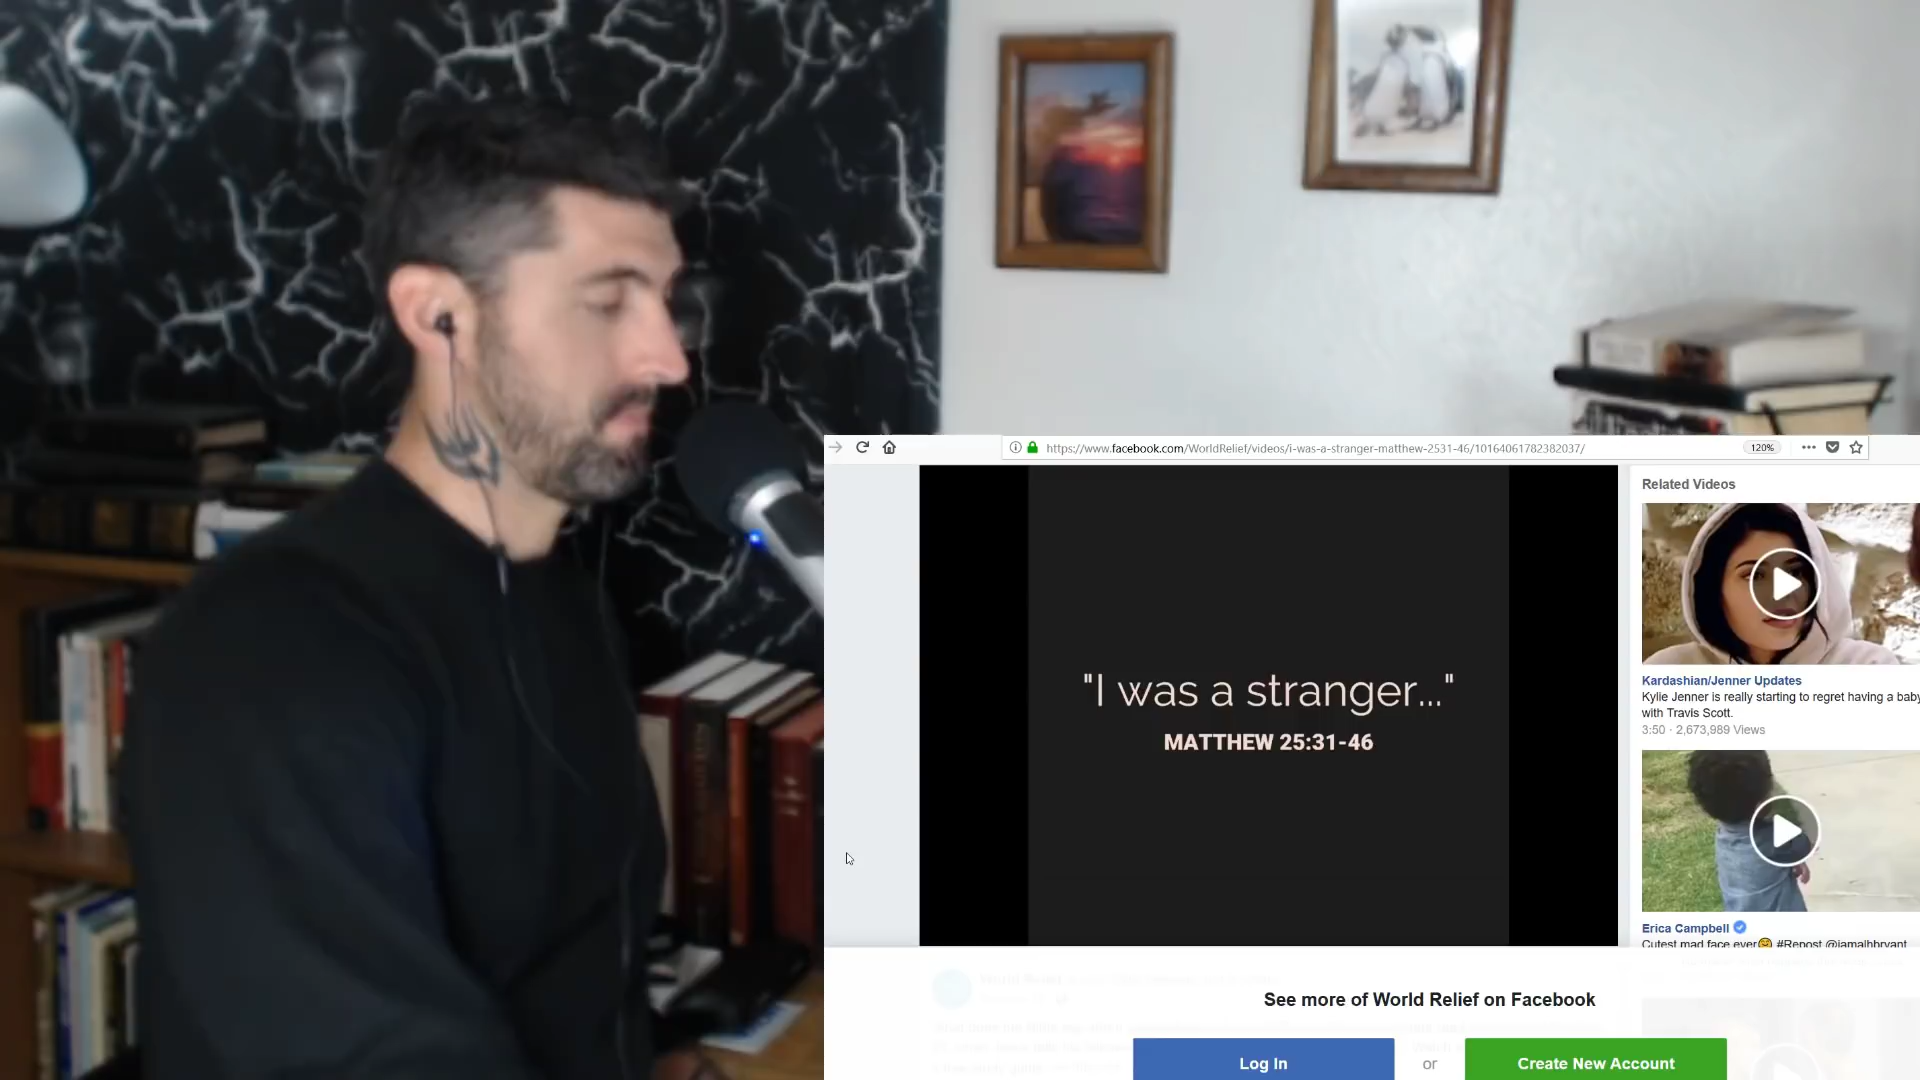 https://www.facebook.com/WorldRelief/videos/i-was-a-stranger-matthew-2531-46/10164061782382037/
120%
Related Videos
"I was a stranger..."
MATTHEW 25:31-46
Kardashian/Jenner Updates
Kylie Jenner is really starting to regret having a baby
with Travis Scott.
3:50 · 2,673,989 Views
Erica Campbell
Cutest mad face ever #Repost @iamajhbryant
See more of World Relief on Facebook
Log In
or
Create New Account